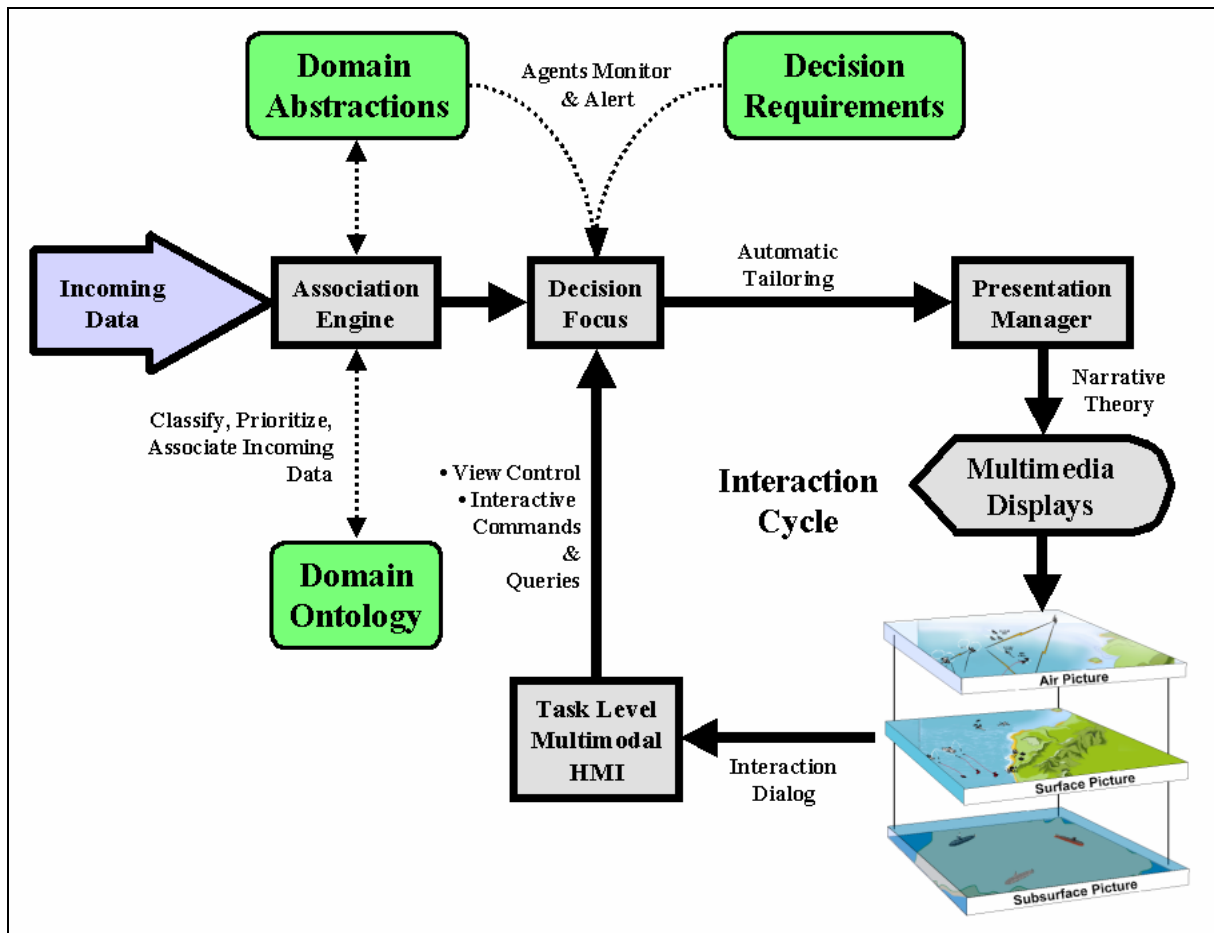 Domain
Abstractions
Agents Monitor
& Alert
Decision
Requirements
Incoming
Data
Association
Engine
Decision
Focus
Automatic
Tailoring
Presentation
Manager
Narrative
Theory
Classify, Prioritize,
Associate Incoming
Data
• View Control
• Interactive
Commands
&
Queries
Interaction
Cycle
Multimedia
Displays
Domain
Ontology
Task Level
Multimodal
HMI
Interaction
Dialog
Air Picture
Surface Picture
Subsurface Picture